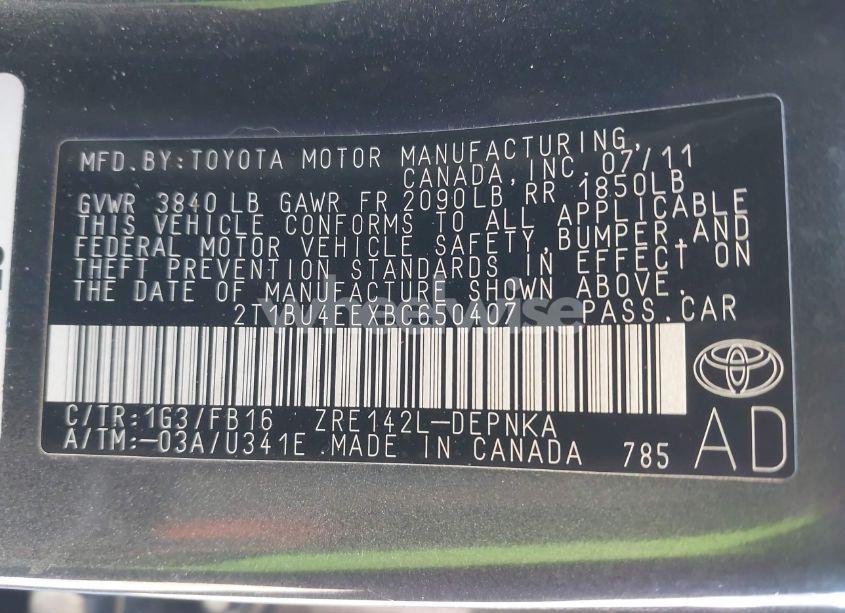 MFD.BY:TOYOTA MOTOR MANUFACTURING,
CANADA,INC. 07/11
GVWR 3840 LB GAWR FR 2090LB, RR 1850LB
THIS VEHICLE CONFORMS TO ALL APPLICABLE
FEDERAL MOTOR VEHICLE SAFETY,BUMPER,AND
THEFT PREVENTION STANDARDS IN EFFECT ON
THE DATE OF MANUFACTURE SHOWN ABOVE.
2T1BU4EEXBC650407 PASS.CAR
C/TR:1G3/FB16 ZRE142L-DEPNKA
A/TM:-03A/U341E .MADE IN CANADA 785
AD